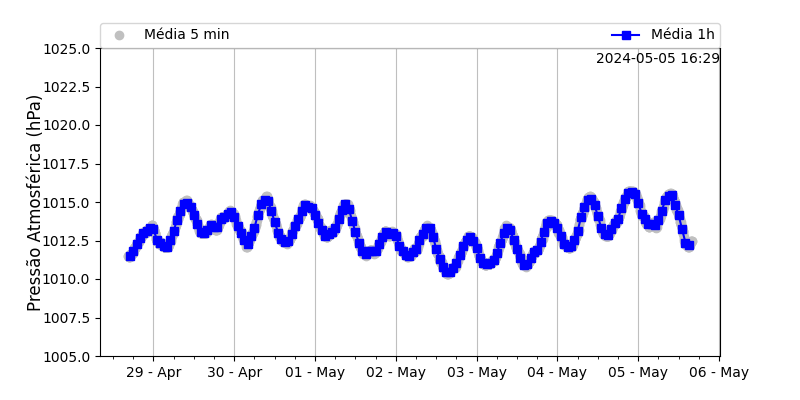 Média 5 min
Média 1h
2024-05-05 16:29
Pressão Atmosférica (hPa)
1025.0
1022.5
1020.0
1017.5
1015.0
1012.5
1010.0
1007.5
1005.0
29 - Apr
30 - Apr
01 - May
02 - May
03 - May
04 - May
05 - May
06 - May